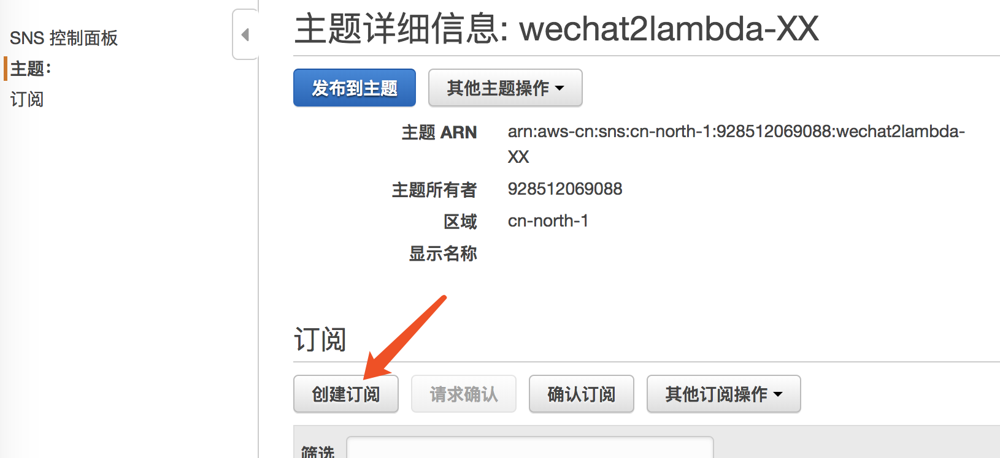 SNS 控制面板
主题：
订阅
主题详细信息: wechat2lambda-XX
发布到主题
其他主题操作
主题 ARN
arn:aws-cn:sns:cn-north-1:928512069088:wechat2lambda-
XX
主题所有者
928512069088
区域
cn-north-1
显示名称
订阅
创建订阅
请求确认
确认订阅
其他订阅操作
筛选